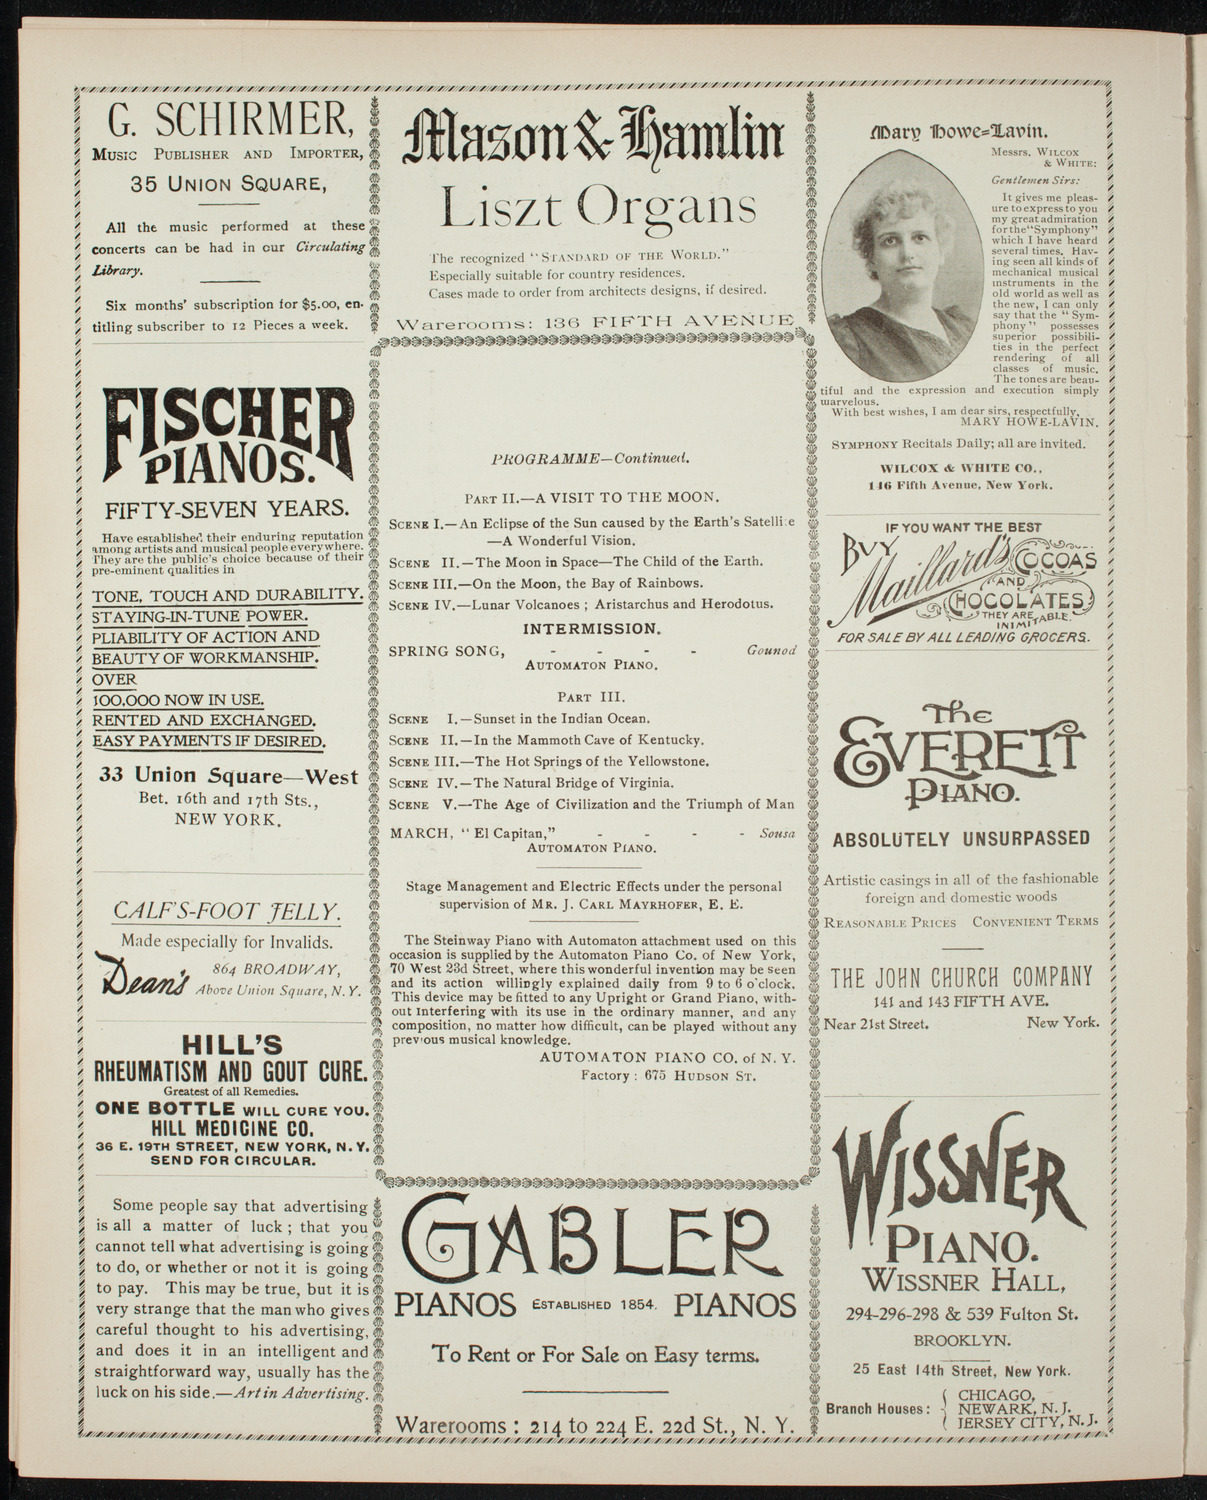 G. SCHIRMER,
MUSIC PUBLISHER AND IMPORTER,
35 UNION SQUARE,
All the music performed at these
concerts can be had in our Circulating
Library.
Six months' subscription for $5.00, en-
titling subscriber to 12 Pieces a week.
FISCHER
PIANOS.
FIFTY-SEVEN YEARS.
Have established their enduring reputation
among artists and musical people everywhere.
They are the public's choice because of their
pre-eminent qualities in
TONE, TOUCH AND DURABILITY.
STAYING-IN-TUNE POWER.
PLIABILITY OF ACTION AND
BEAUTY OF WORKMANSHIP.
OVER
100,000 NOW IN USE.
RENTED AND EXCHANGED.
EASY PAYMENTS IF DESIRED.
33 Union Square—West
Bet. 16th and 17th Sts.,
NEW YORK.
CALF'S-FOOT JELLY.
Made especially for Invalids.
Dean's
864 BROADWAY,
Above Union Square, N.Y.
HILL'S
RHEUMATISM AND GOUT CURE.
Greatest of all Remedies.
ONE BOTTLE WILL CURE YOU.
HILL MEDICINE CO.
36 E. 19TH STREET, NEW YORK, N.Y.
SEND FOR CIRCULAR.
Some people say that advertising
is all a matter of luck; that you
cannot tell what advertising is going
to do, or whether or not it is going
to pay. This may be true, but it is
very strange that the man who gives
careful thought to his advertising,
and does it in an intelligent and
straightforward way, usually has the
luck on his side.—Art in Advertising.
Mason & Hamlin
Liszt Organs
The recognized "STANDARD OF THE WORLD."
Especially suitable for country residences.
Cases made to order from architects designs, if desired.
Warerooms: 136 FIFTH AVENUE
PROGRAMME—Continued.
PART II.—A VISIT TO THE MOON.
SCENE I.—An Eclipse of the Sun caused by the Earth's Satellite
—A Wonderful Vision.
SCENE II.—The Moon in Space—The Child of the Earth.
SCENE III.—On the Moon, the Bay of Rainbows.
SCENE IV.—Lunar Volcanoes; Aristarchus and Herodotus.
INTERMISSION.
SPRING SONG, - - - - Gounod
AUTOMATON PIANO.
PART III.
SCENE I.—Sunset in the Indian Ocean.
SCENE II.—In the Mammoth Cave of Kentucky.
SCENE III.—The Hot Springs of the Yellowstone.
SCENE IV.—The Natural Bridge of Virginia.
SCENE V.—The Age of Civilization and the Triumph of Man
MARCH, "El Capitan," - - - - Sousa
AUTOMATON PIANO.
Stage Management and Electric Effects under the personal
supervision of MR. J. CARL MAYRHOFER, E. E.
The Steinway Piano with Automaton attachment used on this
occasion is supplied by the Automaton Piano Co. of New York,
70 West 23d Street, where this wonderful invention may be seen
and its action willingly explained daily from 9 to 6 o'clock.
This device may be fitted to any Upright or Grand Piano, with-
out Interfering with its use in the ordinary manner, and any
composition, no matter how difficult, can be played without any
previous musical knowledge.
AUTOMATON PIANO CO. of N. Y.
Factory: 675 HUDSON ST.
GABLER
PIANOS ESTABLISHED 1854. PIANOS
To Rent or For Sale on Easy terms.
Warerooms: 214 to 224 E. 22d St., N. Y.
Mary Howe=Lavin.
Messrs. WILCOX
& WHITE:
Gentlemen Sirs:
It gives me pleas-
ure to express to you
my great admiration
for the "Symphony"
which I have heard
several times. Hav-
ing seen all kinds of
mechanical musical
instruments in the
old world as well as
the new, I can only
say that the "Sym-
phony" possesses
superior possibili-
ties in the perfect
rendering of all
classes of music.
The tones are beau-
tiful and the expression and execution simply
marvelous.
With best wishes, I am dear sirs, respectfully,
MARY HOWE-LAVIN.
SYMPHONY Recitals Daily; all are invited.
WILCOX & WHITE CO.,
146 Fifth Avenue, New York.
IF YOU WANT THE BEST
BUY
Maillard's
COCOAS
AND
CHOCOLATES
THEY ARE
INIMITABLE.
FOR SALE BY ALL LEADING GROCERS.
The
EVERETT
PIANO.
ABSOLUTELY UNSURPASSED
Artistic casings in all of the fashionable
foreign and domestic woods
REASONABLE PRICES CONVENIENT TERMS
THE JOHN CHURCH COMPANY
141 and 143 FIFTH AVE.
Near 21st Street. New York.
WISSNER
PIANO.
WISSNER HALL,
294-296-298 & 539 Fulton St.
BROOKLYN.
25 East 14th Street, New York.
Branch Houses:
CHICAGO,
NEWARK, N.J.
JERSEY CITY, N.J.